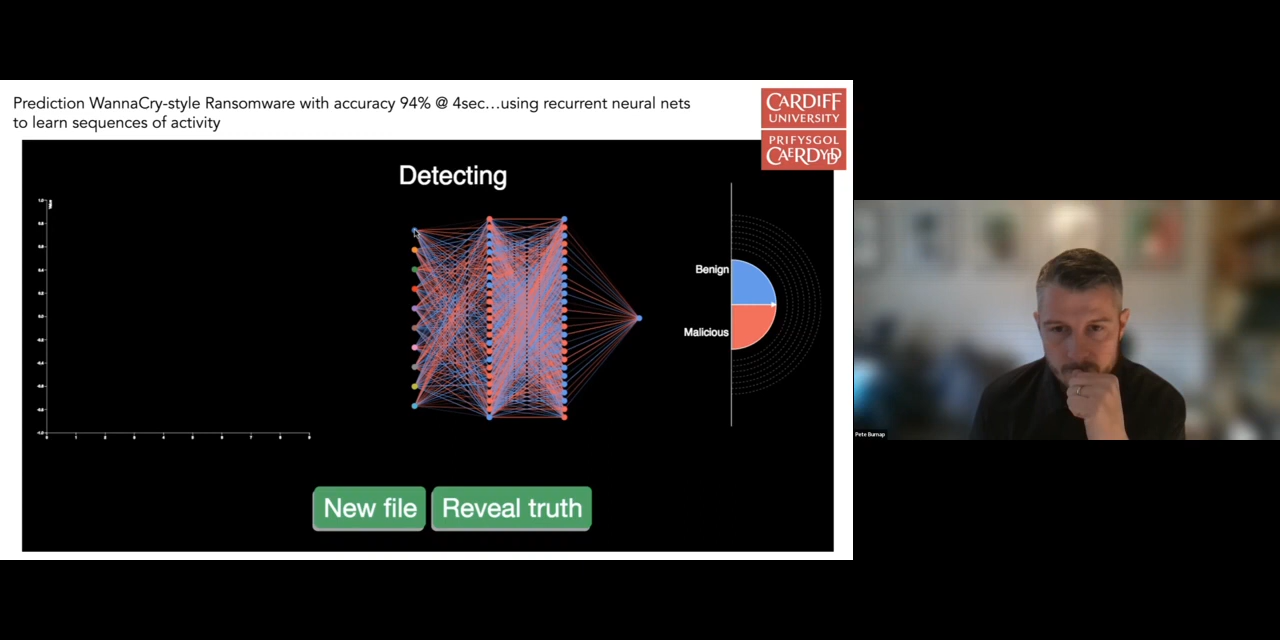 Prediction WannaCry-style Ransomware with accuracy 94% @ 4sec…using recurrent neural nets
to learn sequences of activity
CARDIFF
UNIVERSITY
PRIFYSGOL
CAERDYDD
Detecting
Benign
Malicious
New file
Reveal truth
Pete Burnap